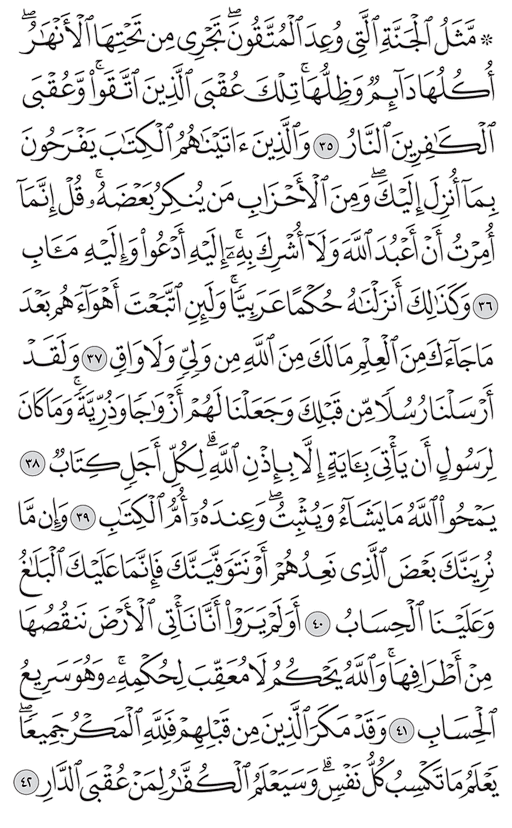 ۞ مَّثَلُ ٱلْجَنَّةِ ٱلَّتِى وُعِدَ ٱلْمُتَّقُونَ ۖ تَجْرِى مِن تَحْتِهَا ٱلْأَنْهَٰرُ ۖ
أُكُلُهَا دَآئِمٌ وَظِلُّهَا ۚ تِلْكَ عُقْبَى ٱلَّذِينَ ٱتَّقَوا۟ ۖ وَّعُقْبَى
ٱلْكَٰفِرِينَ ٱلنَّارُ ٣٥ وَٱلَّذِينَ ءَاتَيْنَٰهُمُ ٱلْكِتَٰبَ يَفْرَحُونَ
بِمَآ أُنزِلَ إِلَيْكَ ۖ وَمِنَ ٱلْأَحْزَابِ مَن يُنكِرُ بَعْضَهُۥ ۚ قُلْ إِنَّمَآ
أُمِرْتُ أَنْ أَعْبُدَ ٱللَّهَ وَلَآ أُشْرِكَ بِهِۦٓ ۚ إِلَيْهِ أَدْعُوا۟ وَإِلَيْهِ مَـَٔابِ
٣٦ وَكَذَٰلِكَ أَنزَلْنَٰهُ حُكْمًا عَرَبِيًّا ۚ وَلَئِنِ ٱتَّبَعْتَ أَهْوَآءَهُم بَعْدَ
مَا جَآءَكَ مِنَ ٱلْعِلْمِ مَا لَكَ مِنَ ٱللَّهِ مِن وَلِىٍّ وَلَا وَاقٍ ٣٧ وَلَقَدْ
أَرْسَلْنَا رُسُلًا مِّن قَبْلِكَ وَجَعَلْنَا لَهُمْ أَزْوَٰجًا وَذُرِّيَّةً ۚ وَمَا كَانَ
لِرَسُولٍ أَن يَأْتِىَ بِـَٔايَةٍ إِلَّا بِإِذْنِ ٱللَّهِ ۗ لِكُلِّ أَجَلٍ كِتَابٌ ٣٨
يَمْحُوا۟ ٱللَّهُ مَا يَشَآءُ وَيُثْبِتُ ۖ وَعِندَهُۥٓ أُمُّ ٱلْكِتَٰبِ ٣٩ وَإِن مَّا
نُرِيَنَّكَ بَعْضَ ٱلَّذِى نَعِدُهُمْ أَوْ نَتَوَفَّيَنَّكَ فَإِنَّمَا عَلَيْكَ ٱلْبَلَٰغُ
وَعَلَيْنَا ٱلْحِسَابُ ٤٠ أَوَلَمْ يَرَوْا۟ أَنَّا نَأْتِى ٱلْأَرْضَ نَنقُصُهَا
مِنْ أَطْرَافِهَا ۚ وَٱللَّهُ يَحْكُمُ لَا مُعَقِّبَ لِحُكْمِهِۦ ۚ وَهُوَ سَرِيعُ
ٱلْحِسَابِ ٤١ وَقَدْ مَكَرَ ٱلَّذِينَ مِن قَبْلِهِمْ فَلِلَّهِ ٱلْمَكْرُ جَمِيعًا ۖ
يَعْلَمُ مَا تَكْسِبُ كُلُّ نَفْسٍ ۗ وَسَيَعْلَمُ ٱلْكُفَّٰرُ لِمَنْ عُقْبَى ٱلدَّارِ ٤٢